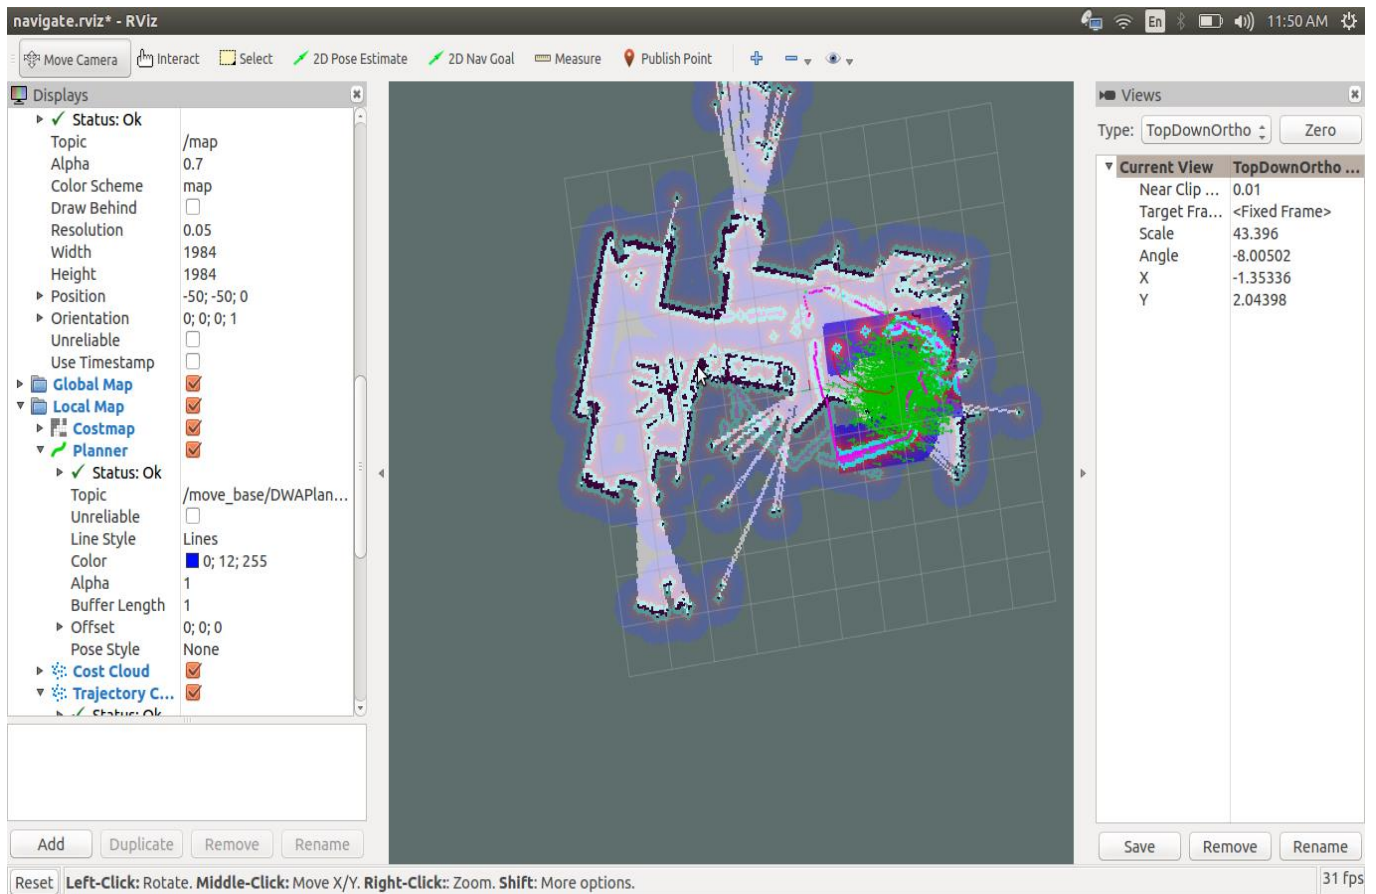 navigate.rviz* - RViz
En 11:50 AM
Move Camera Interact Select 2D Pose Estimate 2D Nav Goal Measure Publish Point
Displays
Status: Ok
Topic /map
Alpha 0.7
Color Scheme map
Draw Behind
Resolution 0.05
Width 1984
Height 1984
Position -50; -50; 0
Orientation 0; 0; 0; 1
Unreliable
Use Timestamp
Global Map
Local Map
Costmap
Planner
Status: Ok
Topic /move_base/DWAPlan...
Unreliable
Line Style Lines
Color 0; 12; 255
Alpha 1
Buffer Length 1
Offset 0; 0; 0
Pose Style None
Cost Cloud
Trajectory C...
Status: Ok
Add Duplicate Remove Rename
Views
Type: TopDownOrtho Zero
Current View TopDownOrtho ...
Near Clip ... 0.01
Target Fra... <Fixed Frame>
Scale 43.396
Angle -8.00502
X -1.35336
Y 2.04398
Save Remove Rename
Reset Left-Click: Rotate. Middle-Click: Move X/Y. Right-Click:: Zoom. Shift: More options. 31 fps